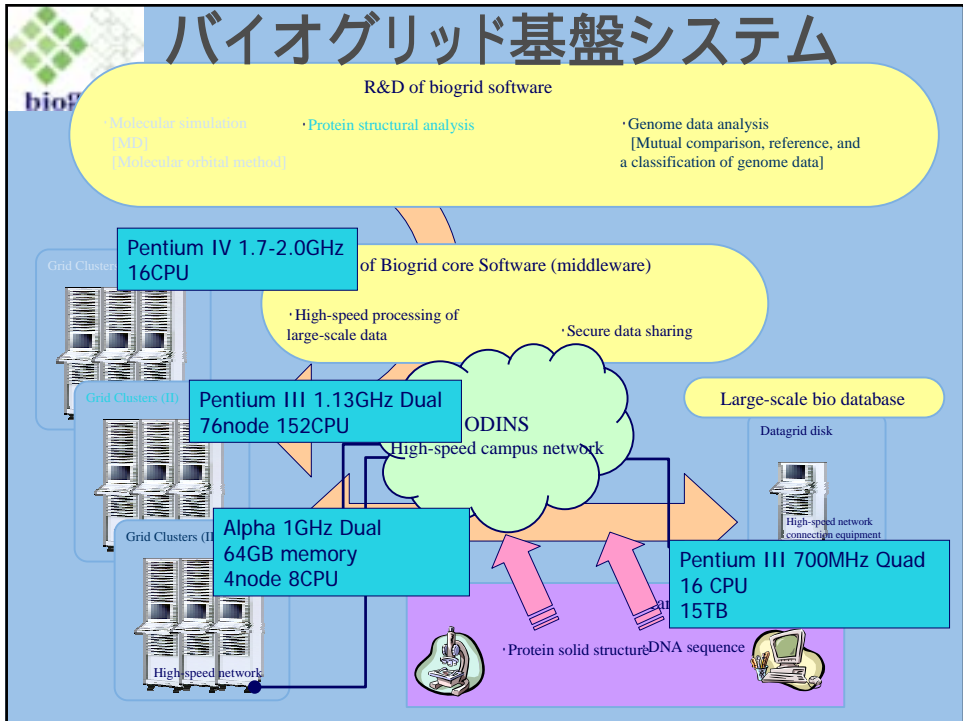 バイオグリッド基盤システム
R&D of biogrid software
·Molecular simulation
[MD]
[Molecular orbital method]
·Protein structural analysis
·Genome data analysis
[Mutual comparison, reference, and
a classification of genome data]
Pentium IV 1.7-2.0GHz
16CPU
Grid Clusters
of Biogrid core Software (middleware)
·High-speed processing of
large-scale data
·Secure data sharing
Grid Clusters (II)
Pentium III 1.13GHz Dual
76node 152CPU
ODINS
High-speed campus network
Large-scale bio database
Datagrid disk
High-speed network
connection equipment
Grid Clusters (II
Alpha 1GHz Dual
64GB memory
4node 8CPU
Pentium III 700MHz Quad
16 CPU
15TB
·Protein solid structure
DNA sequence
High-speed network